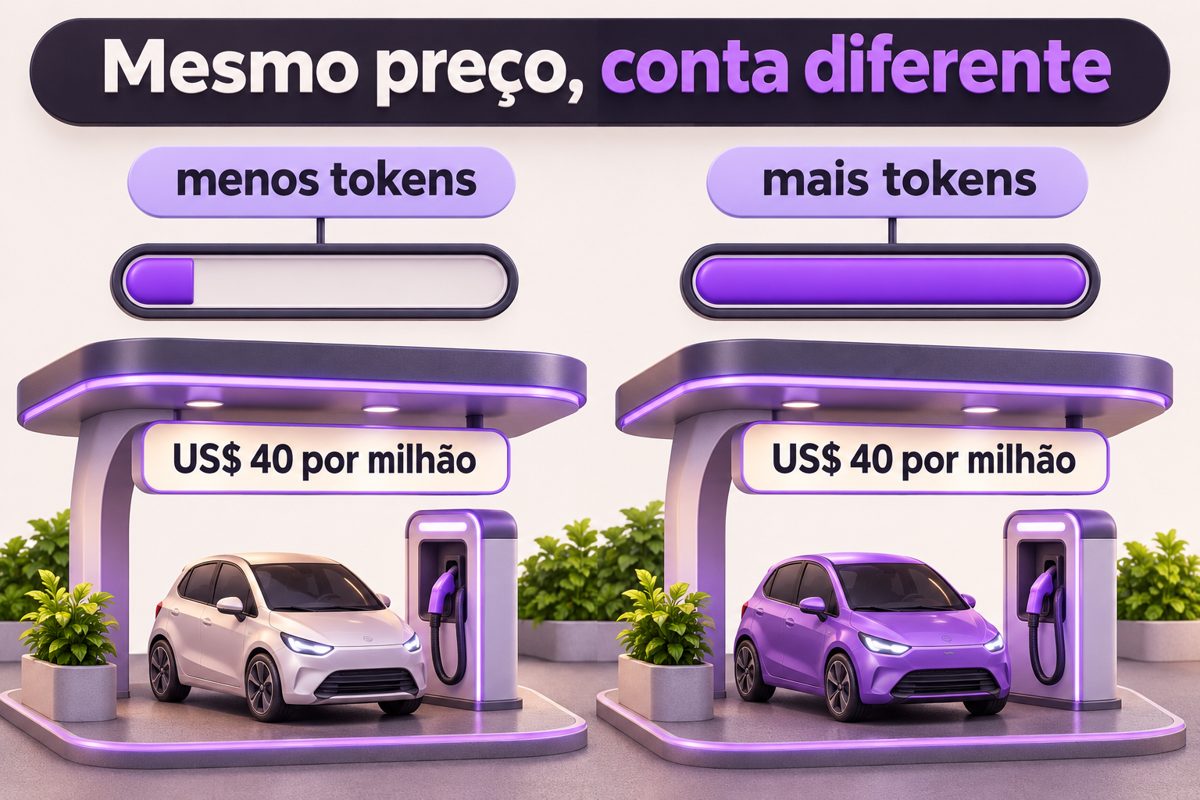 Mesmo preço, conta diferente
menos tokens
mais tokens
US$ 40 por milhão
US$ 40 por milhão